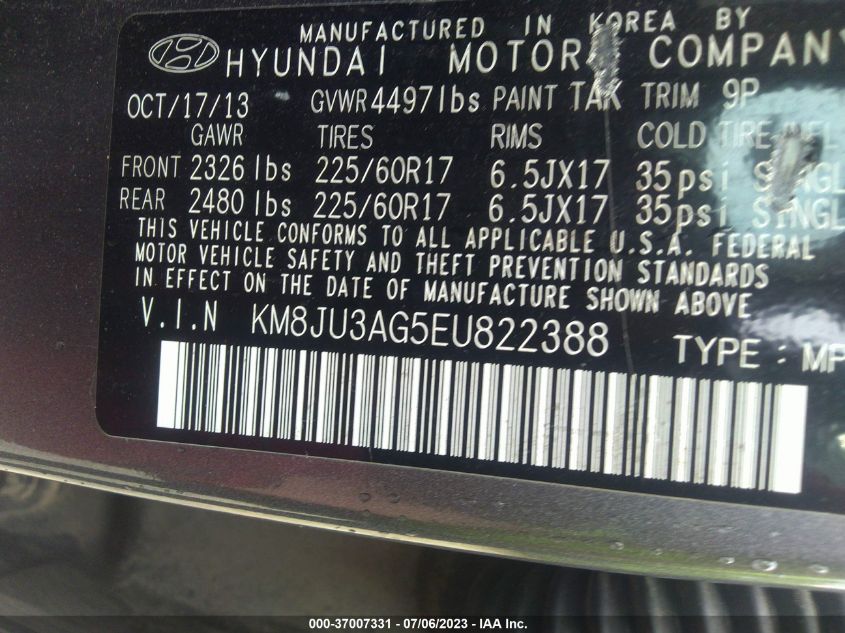 MANUFACTURED IN KOREA BY
HYUNDAI MOTOR COMPANY
OCT/17/13 GVWR 4497lbs PAINT TAK TRIM 9P
GAWR TIRES RIMS COLD TIRE
FRONT 2326 lbs 225/60R17 6.5JX17 35psi
REAR 2480 lbs 225/60R17 6.5JX17 35psi
THIS VEHICLE CONFORMS TO ALL APPLICABLE U.S.A. FEDERAL
MOTOR VEHICLE SAFETY AND THEFT PREVENTION STANDARDS
IN EFFECT ON THE DATE OF MANUFACTURE SHOWN ABOVE
V.I.N KM8JU3AG5EU822388 TYPE : MP
000-37007331 - 07/06/2023 - IAA Inc.